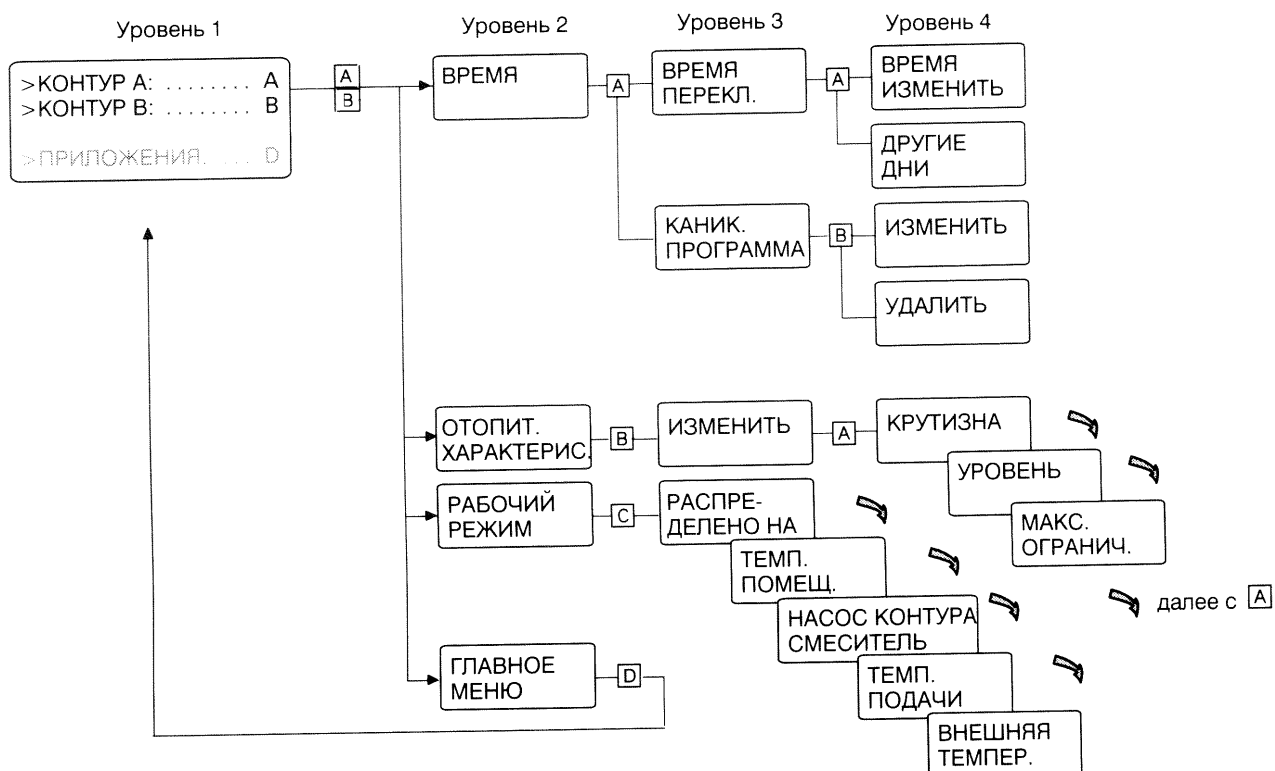 Уровень 1
Уровень 2
Уровень 3
Уровень 4
>КОНТУР А: ........ А
>КОНТУР В: ........ В
>ПРИЛОЖЕНИЯ. .... D
A
B
ВРЕМЯ
A
ВРЕМЯ
ПЕРЕКЛ.
A
ВРЕМЯ
ИЗМЕНИТЬ
ДРУГИЕ
ДНИ
КАНИК.
ПРОГРАММА
B
ИЗМЕНИТЬ
УДАЛИТЬ
ОТОПИТ.
ХАРАКТЕРИС.
B
ИЗМЕНИТЬ
A
КРУТИЗНА
УРОВЕНЬ
МАКС.
ОГРАНИЧ.
РАБОЧИЙ
РЕЖИМ
C
РАСПРЕ-
ДЕЛЕНО НА
ТЕМП.
ПОМЕЩ.
НАСОС КОНТУРА
СМЕСИТЕЛЬ
ТЕМП.
ПОДАЧИ
ВНЕШНЯЯ
ТЕМПЕР.
далее с A
ГЛАВНОЕ
МЕНЮ
D